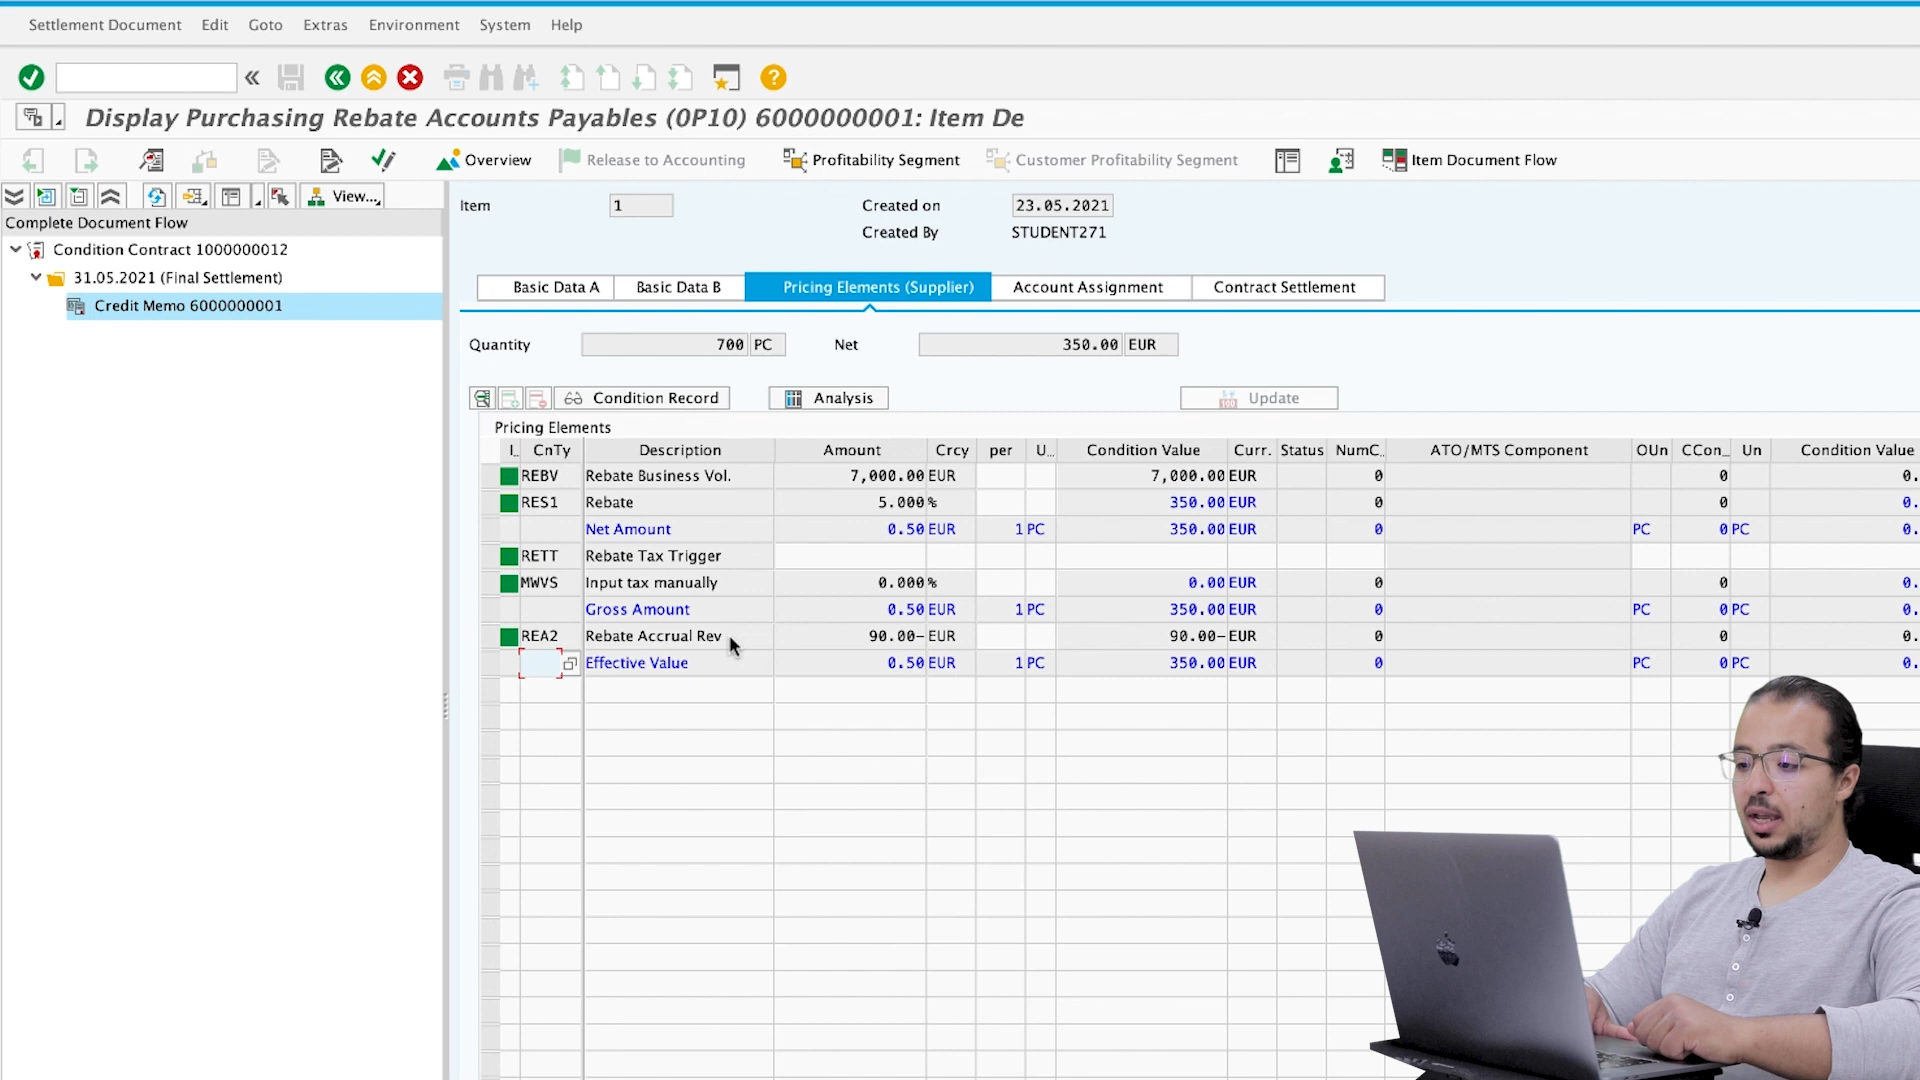 Settlement Document Edit Goto Extras Environment System Help
Display Purchasing Rebate Accounts Payables (0P10) 6000000001: Item De
Overview Release to Accounting Profitability Segment Customer Profitability Segment Item Document Flow
View...
Complete Document Flow
Condition Contract 1000000012
31.05.2021 (Final Settlement)
Credit Memo 6000000001
Item 1 Created on 23.05.2021
Created By STUDENT271
Basic Data A Basic Data B Pricing Elements (Supplier) Account Assignment Contract Settlement
Quantity 700 PC Net 350.00 EUR
Condition Record Analysis Update
Pricing Elements
I.. CnTy Description Amount Crcy per U... Condition Value Curr. Status NumC.. ATO/MTS Component OUn CCon_ Un Condition Value
REBV Rebate Business Vol. 7,000.00 EUR 7,000.00 EUR 0 0 0.
RES1 Rebate 5.000 % 350.00 EUR 0 0 0.
Net Amount 0.50 EUR 1 PC 350.00 EUR 0 PC 0 PC 0.
RETT Rebate Tax Trigger
MWVS Input tax manually 0.000 % 0.00 EUR 0 0 0.
Gross Amount 0.50 EUR 1 PC 350.00 EUR 0 PC 0 PC 0.
REA2 Rebate Accrual Rev 90.00- EUR 90.00- EUR 0 0 0.
Effective Value 0.50 EUR 1 PC 350.00 EUR 0 PC 0 PC 0.